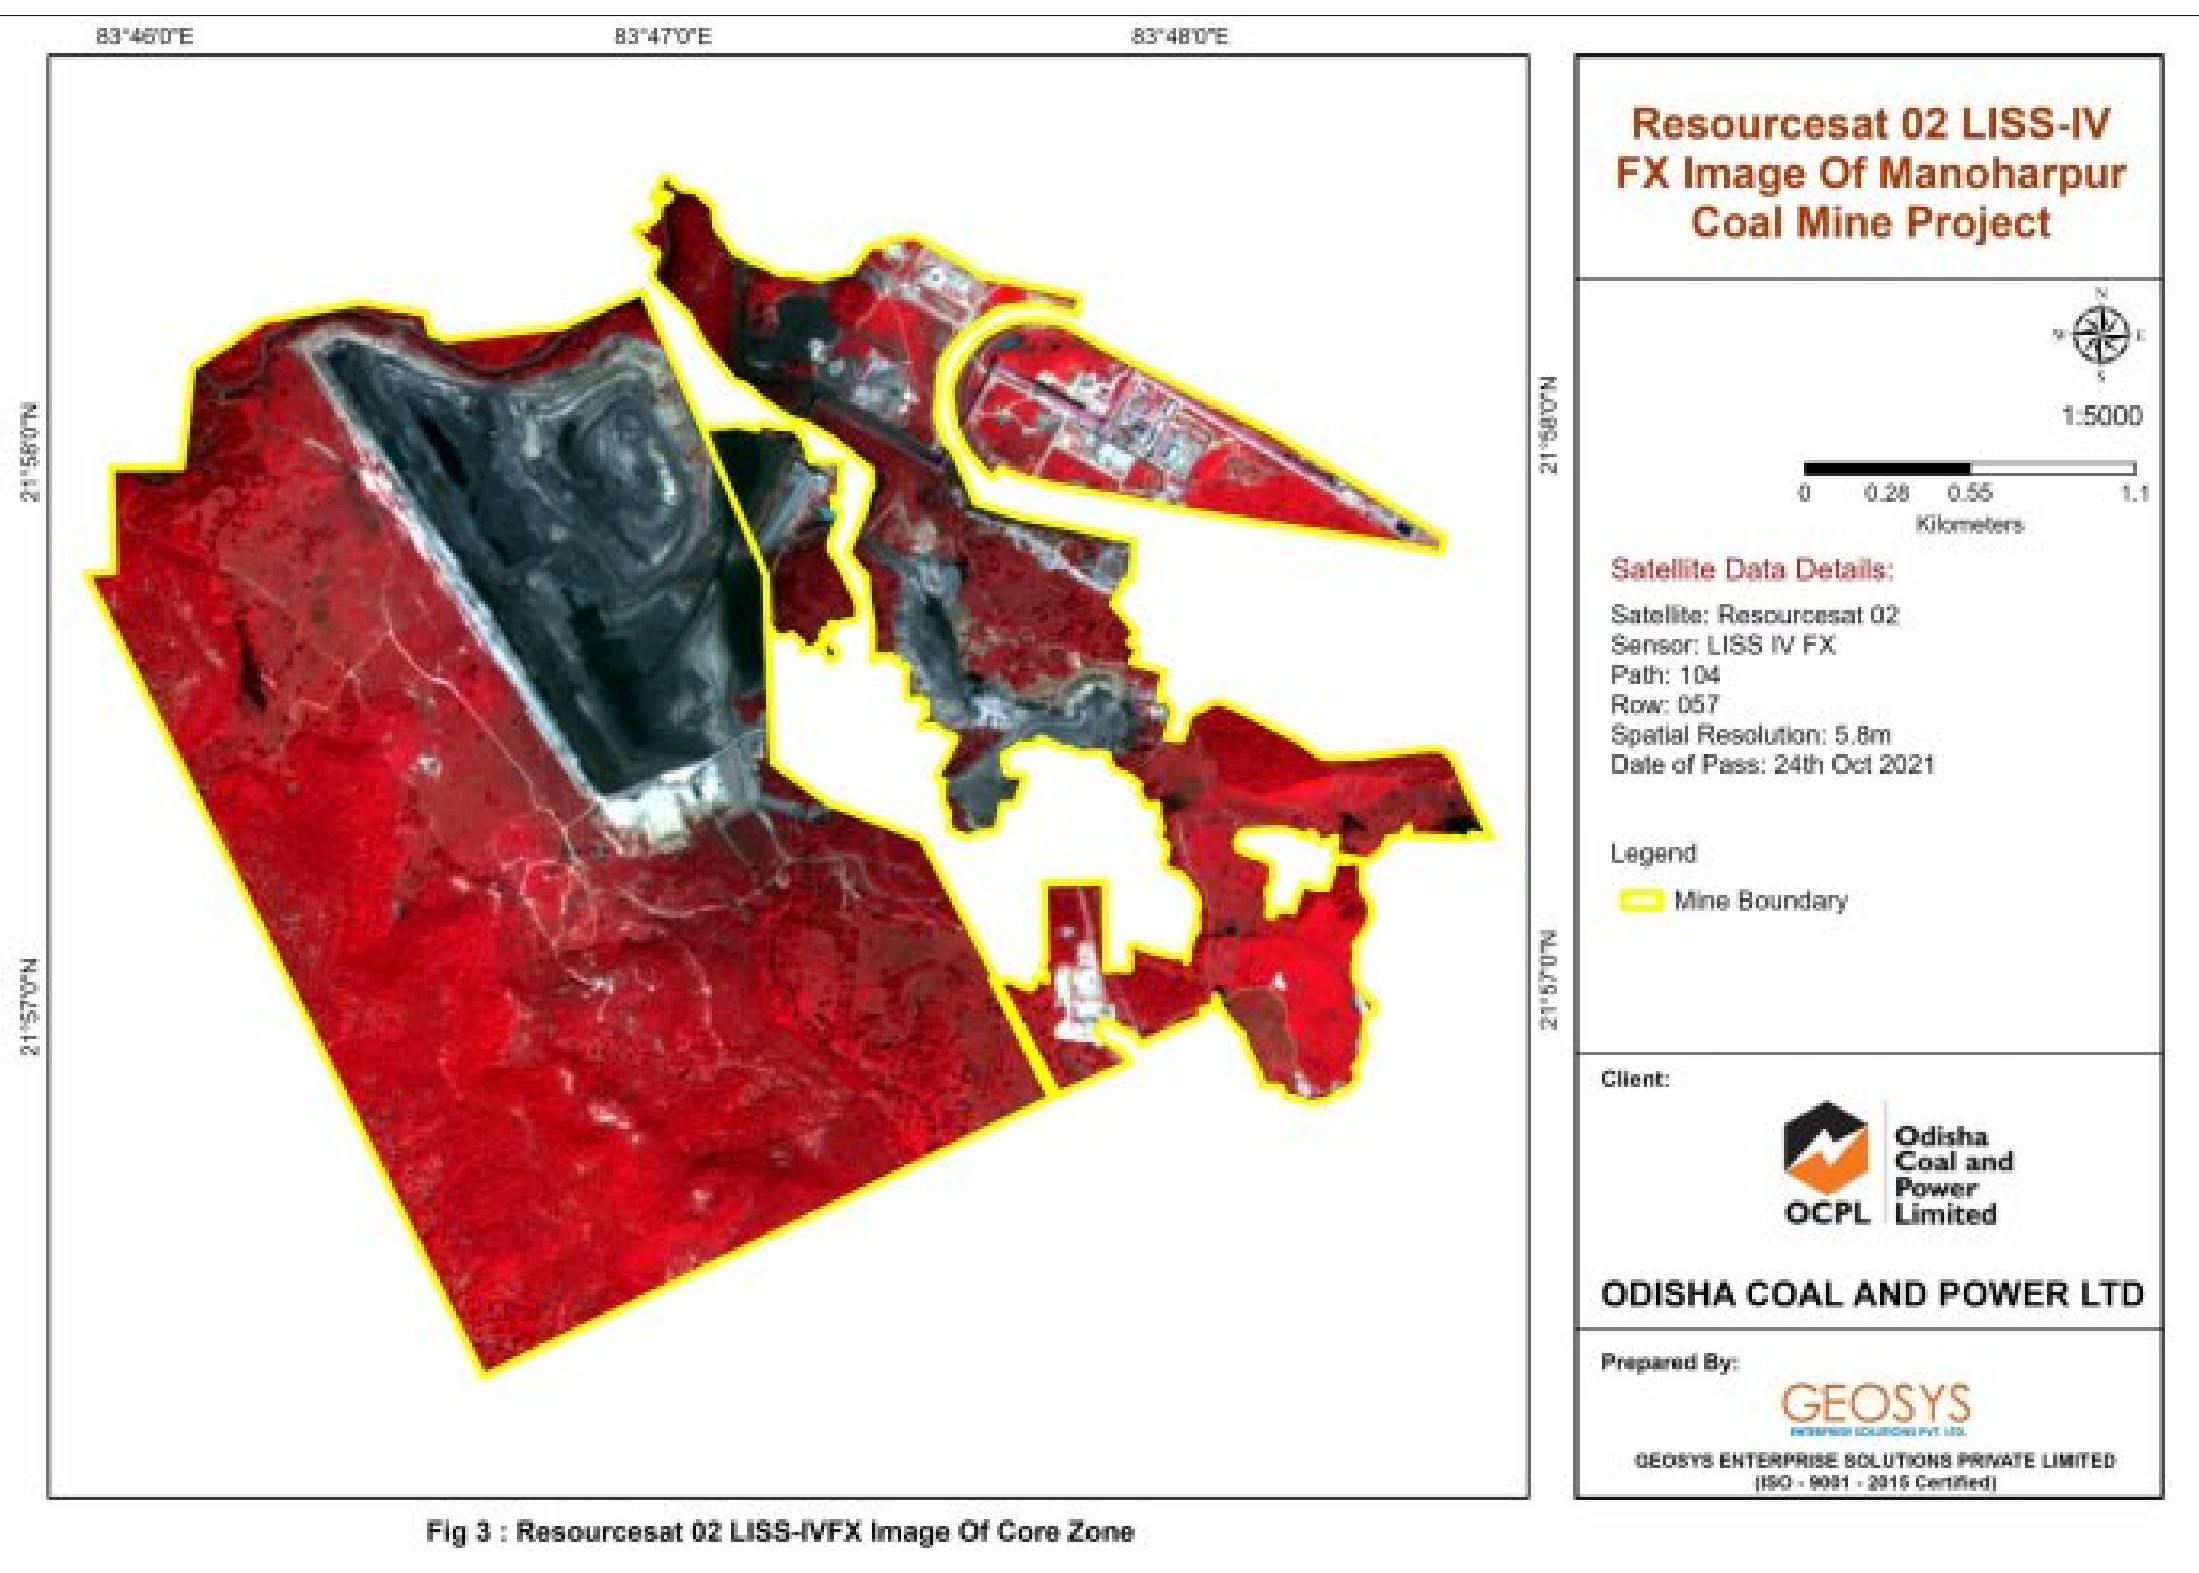 83°46'0"E
83°47'0"E
83°48'0"E
21°58'0"N
21°57'0"N
21°58'0"N
21°57'0"N
Resourcesat 02 LISS-IV
FX Image Of Manoharpur
Coal Mine Project
N
W E
S
1:5000
0 0.28 0.55 1.1
Kilometers
Satellite Data Details:
Satellite: Resourcesat 02
Sensor: LISS IV FX
Path: 104
Row: 057
Spatial Resolution: 5.8m
Date of Pass: 24th Oct 2021
Legend
Mine Boundary
Client:
OCPL
Odisha
Coal and
Power
Limited
ODISHA COAL AND POWER LTD
Prepared By:
GEOSYS
ENTERPRISE SOLUTIONS PVT. LTD.
GEOSYS ENTERPRISE SOLUTIONS PRIVATE LIMITED
(ISO - 9001 - 2015 Certified)
Fig 3 : Resourcesat 02 LISS-IVFX Image Of Core Zone